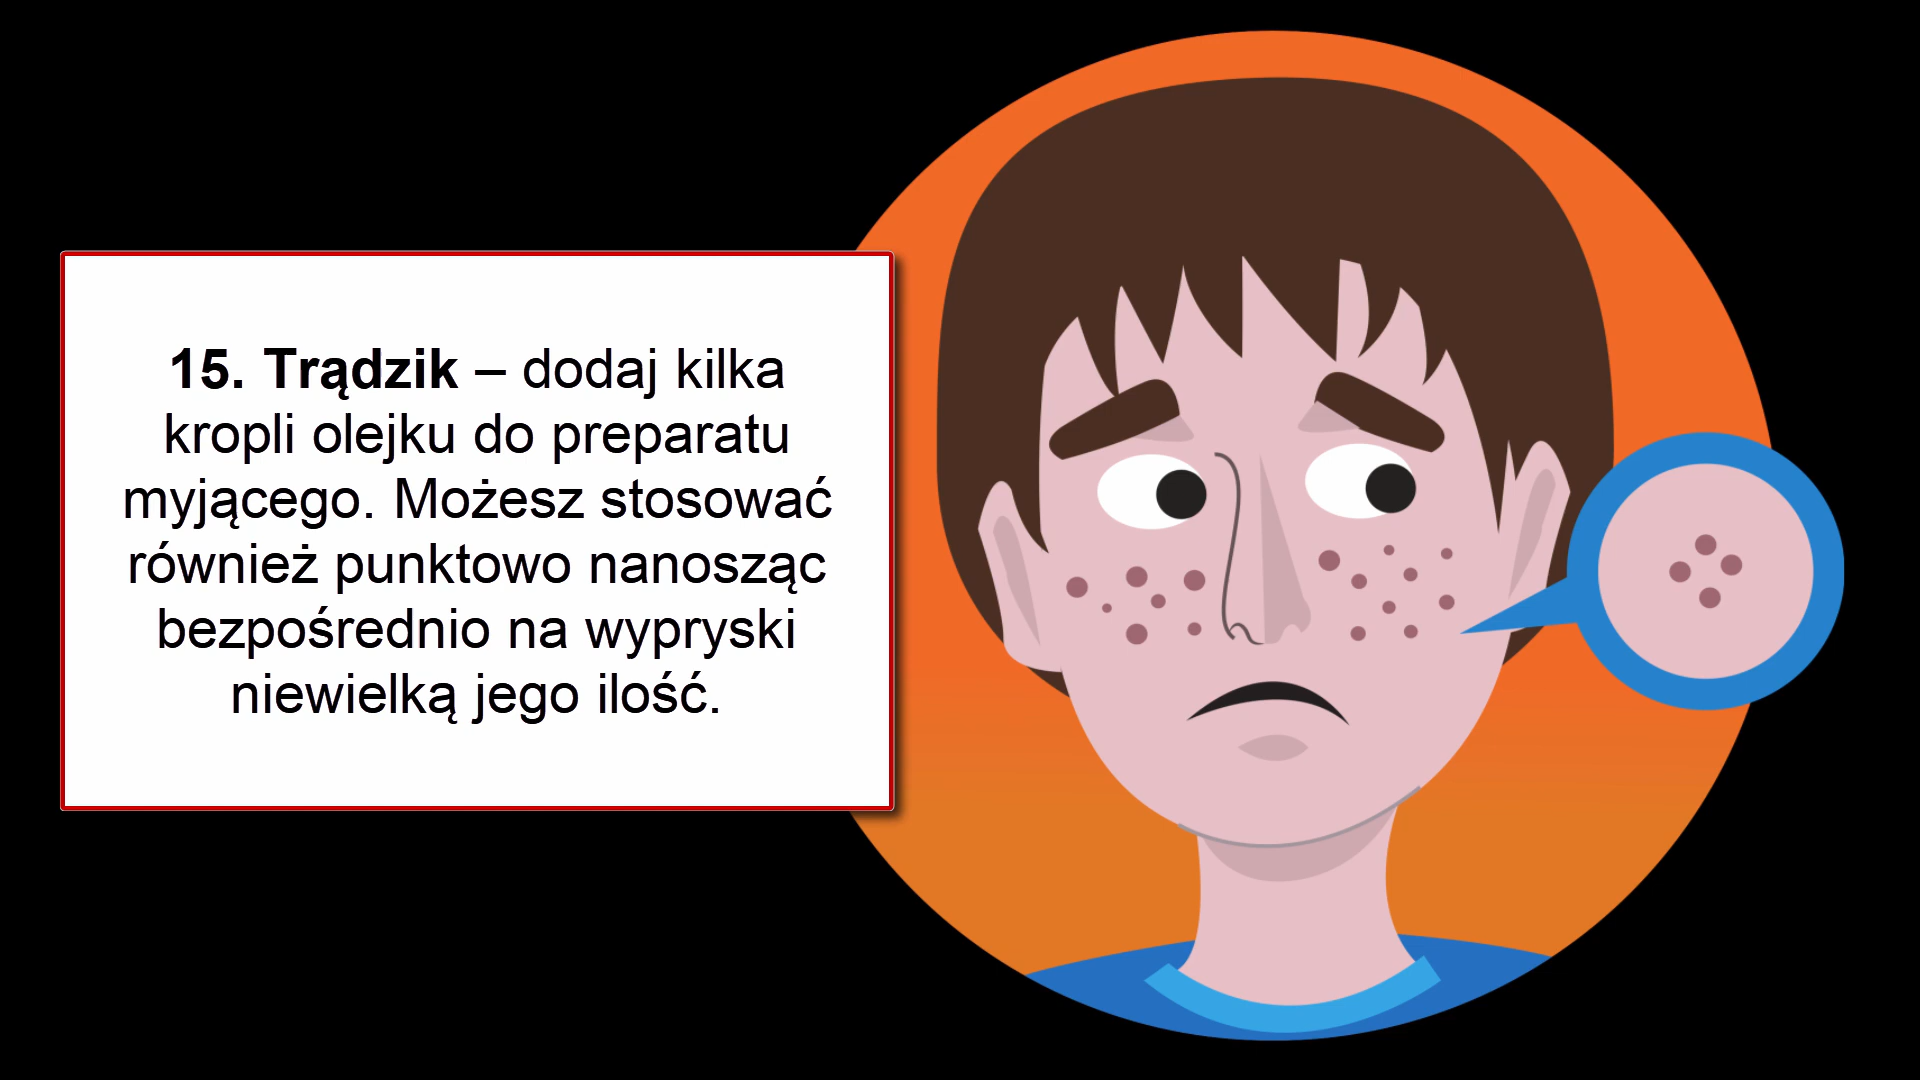 15. Trądzik – dodaj kilka
kropli olejku do preparatu
myjącego. Możesz stosować
również punktowo nanosząc
bezpośrednio na wypryski
niewielką jego ilość.